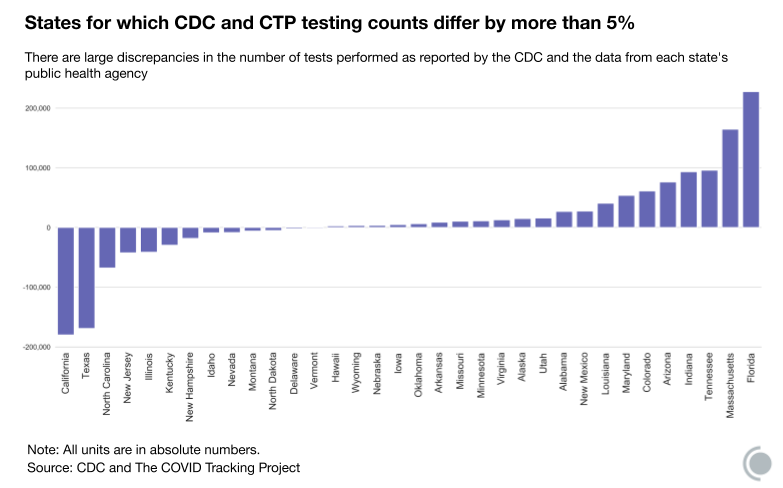 States for which CDC and CTP testing counts differ by more than 5%
There are large discrepancies in the number of tests performed as reported by the CDC and the data from each state's
public health agency
200,000
100,000
0
-100,000
-200,000
California
Texas
North Carolina
New Jersey
Illinois
Kentucky
New Hampshire
Idaho
Nevada
Montana
North Dakota
Delaware
Vermont
Hawaii
Wyoming
Nebraska
Iowa
Oklahoma
Arkansas
Missouri
Minnesota
Virginia
Alaska
Utah
Alabama
New Mexico
Louisiana
Maryland
Colorado
Arizona
Indiana
Tennessee
Massachusetts
Florida
Note: All units are in absolute numbers.
Source: CDC and The COVID Tracking Project